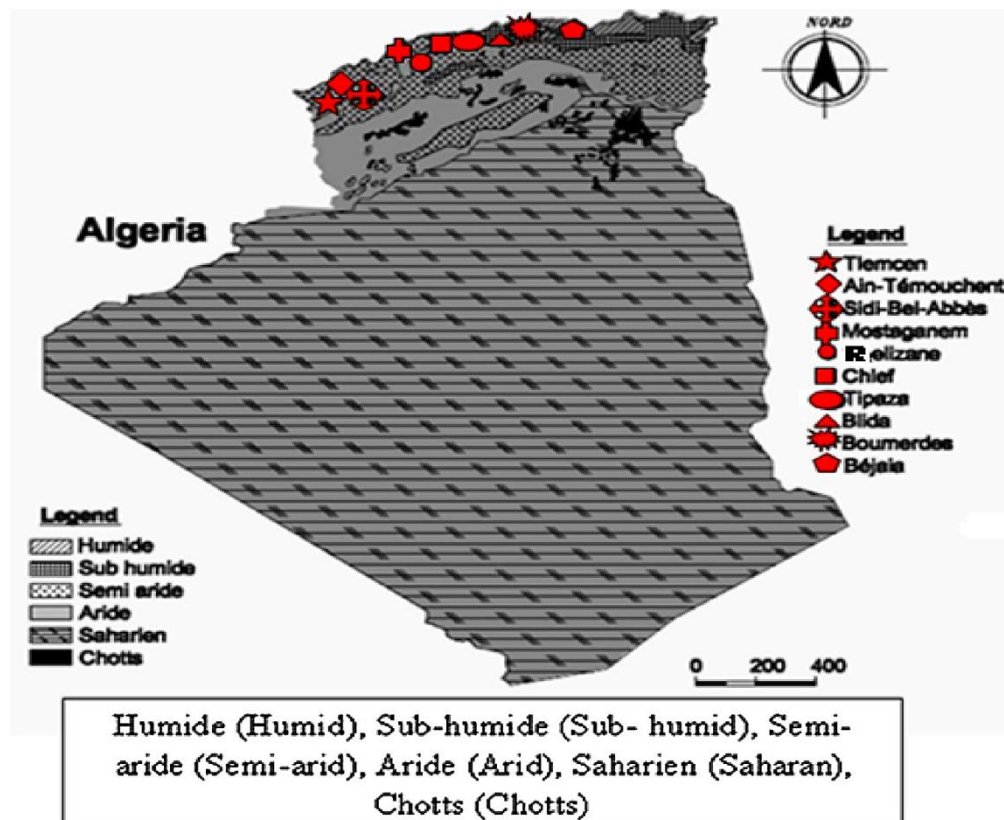 NORD
Algeria
Legend
Tlemcen
Ain-Témouchent
Sidi-Bel-Abbès
Mostaganem
Relizane
Chlef
Tipaza
Blida
Boumerdes
Béjaia
Legend
Humide
Sub humide
Semi aride
Aride
Saharien
Chotts
0 200 400
Humide (Humid), Sub-humide (Sub- humid), Semi-
aride (Semi-arid), Aride (Arid), Saharien (Saharan),
Chotts (Chotts)